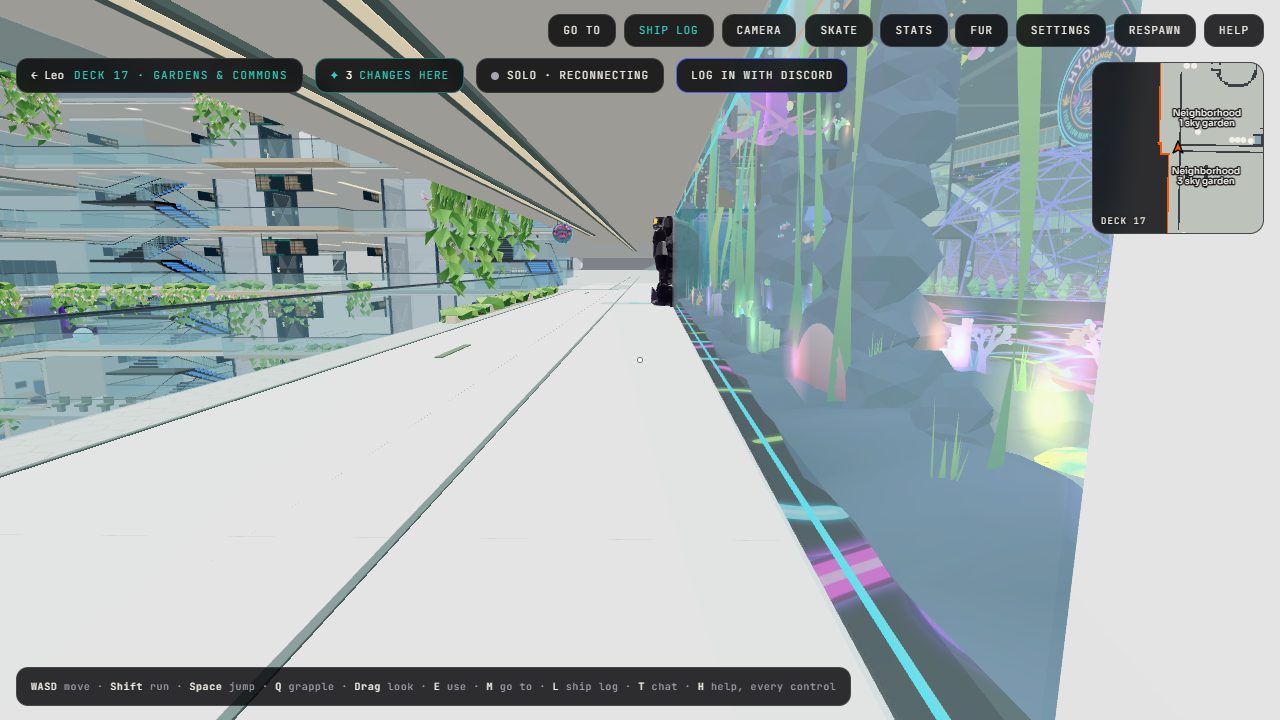 GO TO
SHIP LOG
CAMERA
SKATE
STATS
FUR
SETTINGS
RESPAWN
HELP
← Leo DECK 17 · GARDENS & COMMONS
✦ 3 CHANGES HERE
● SOLO · RECONNECTING
LOG IN WITH DISCORD
HYDRO
LOUNGE
Neighborhood
1 sky garden
Neighborhood
3 sky garden
DECK 17
WASD move · Shift run · Space jump · Q grapple · Drag look · E use · M go to · L ship log · T chat · H help, every control